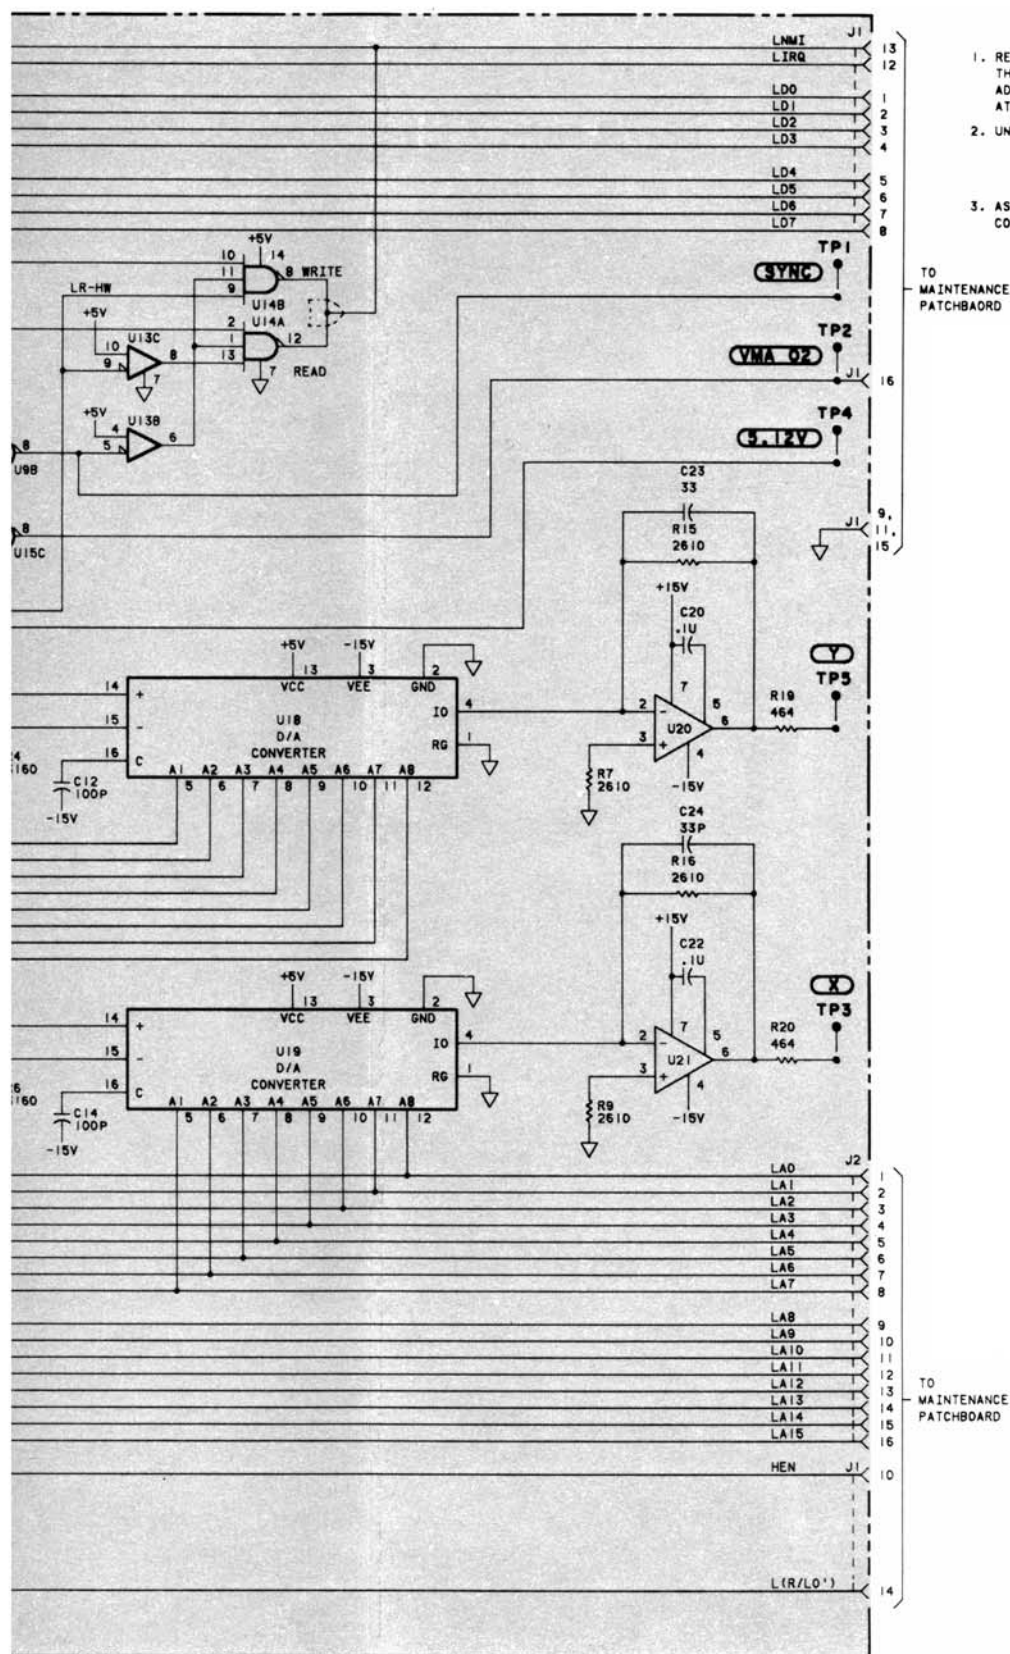 J1
LNMI 13
LIRQ 12
LD0 1
LD1 2
LD2 3
LD3 4
LD4 5
LD5 6
LD6 7
LD7 8
1. RE
TH
AD
AT
2. UN
3. AS
CO
TO
MAINTENANCE
PATCHBAORD
+5V
10 14
11 8 WRITE
9
LR-HW
U14B
U14A
2
1 12
13
7 READ
+5V
U13C
10
9 8
7
+5V
U13B
4
5 6
8
U9B
8
U15C
TP1
SYNC
TP2
VMA 02
J1 16
TP4
5.12V
J1
9,
11,
15
C23
33
R15
2610
+15V
C20
.1U
7
2 - 5
U20 6
3 + 4
-15V
R7
2610
R19
464
Y
TP5
+5V -15V
13 3 2
VCC VEE GND
14 +
15 -
16 C
U18
D/A
CONVERTER
IO 4
RG 1
A1 A2 A3 A4 A5 A6 A7 A8
5 6 7 8 9 10 11 12
4
160
C12
100P
-15V
C24
33P
R16
2610
+15V
C22
.1U
7
2 - 5
U21 6
3 + 4
-15V
R9
2610
R20
464
X
TP3
+5V -15V
13 3 2
VCC VEE GND
14 +
15 -
16 C
U19
D/A
CONVERTER
IO 4
RG 1
A1 A2 A3 A4 A5 A6 A7 A8
5 6 7 8 9 10 11 12
6
160
C14
100P
-15V
J2
LA0 1
LA1 2
LA2 3
LA3 4
LA4 5
LA5 6
LA6 7
LA7 8
LA8 9
LA9 10
LA10 11
LA11 12
LA12 13
LA13 14
LA14 15
LA15 16
TO
MAINTENANCE
PATCHBOARD
HEN J1 10
L(R/LO') 14